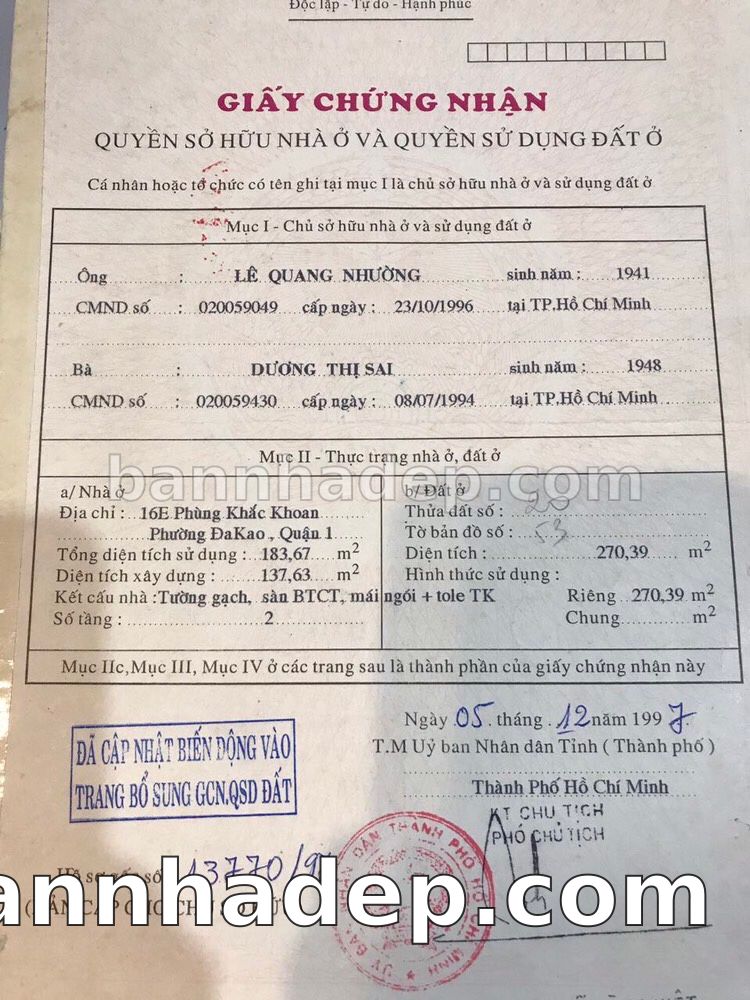 Độc lập - Tự do - Hạnh phúc
GIẤY CHỨNG NHẬN
QUYỀN SỞ HỮU NHÀ Ở VÀ QUYỀN SỬ DỤNG ĐẤT Ở
Cá nhân hoặc tổ chức có tên ghi tại mục I là chủ sở hữu nhà ở và sử dụng đất ở
Mục I - Chủ sở hữu nhà ở và sử dụng đất ở
Ông : LÊ QUANG NHƯỜNG sinh năm : 1941
CMND số : 020059049 cấp ngày : 23/10/1996 tại TP.Hồ Chí Minh
Bà : DƯƠNG THỊ SAI sinh năm : 1948
CMND số : 020059430 cấp ngày : 08/07/1994 tại TP.Hồ Chí Minh
Mục II - Thực trạng nhà ở, đất ở
bannhadep.com
a/ Nhà ở
Địa chỉ : 16E Phùng Khắc Khoan
Phường ĐaKao , Quận 1
Tổng diện tích sử dụng : 183,67 m2
Diện tích xây dựng : 137,63 m2
Kết cấu nhà : Tường gạch, sàn BTCT, mái ngói + tole TK
Số tầng : 2
b/ Đất ở
Thửa đất số : 20
Tờ bản đồ số : 53
Diện tích : 270,39 m2
Hình thức sử dụng :
Riêng 270,39 m2
Chung m2
Mục IIc,Mục III, Mục IV ở các trang sau là thành phần của giấy chứng nhận này
ĐÃ CẬP NHẬT BIẾN ĐỘNG VÀO
TRANG BỔ SUNG GCN.QSD ĐẤT
Ngày 05 tháng 12 năm 1997
T.M Uỷ ban Nhân dân Tỉnh ( Thành phố )
Thành Phố Hồ Chí Minh
KT CHỦ TỊCH
PHÓ CHỦ TỊCH
Hồ sơ gốc số 13770/9
annhadep.com